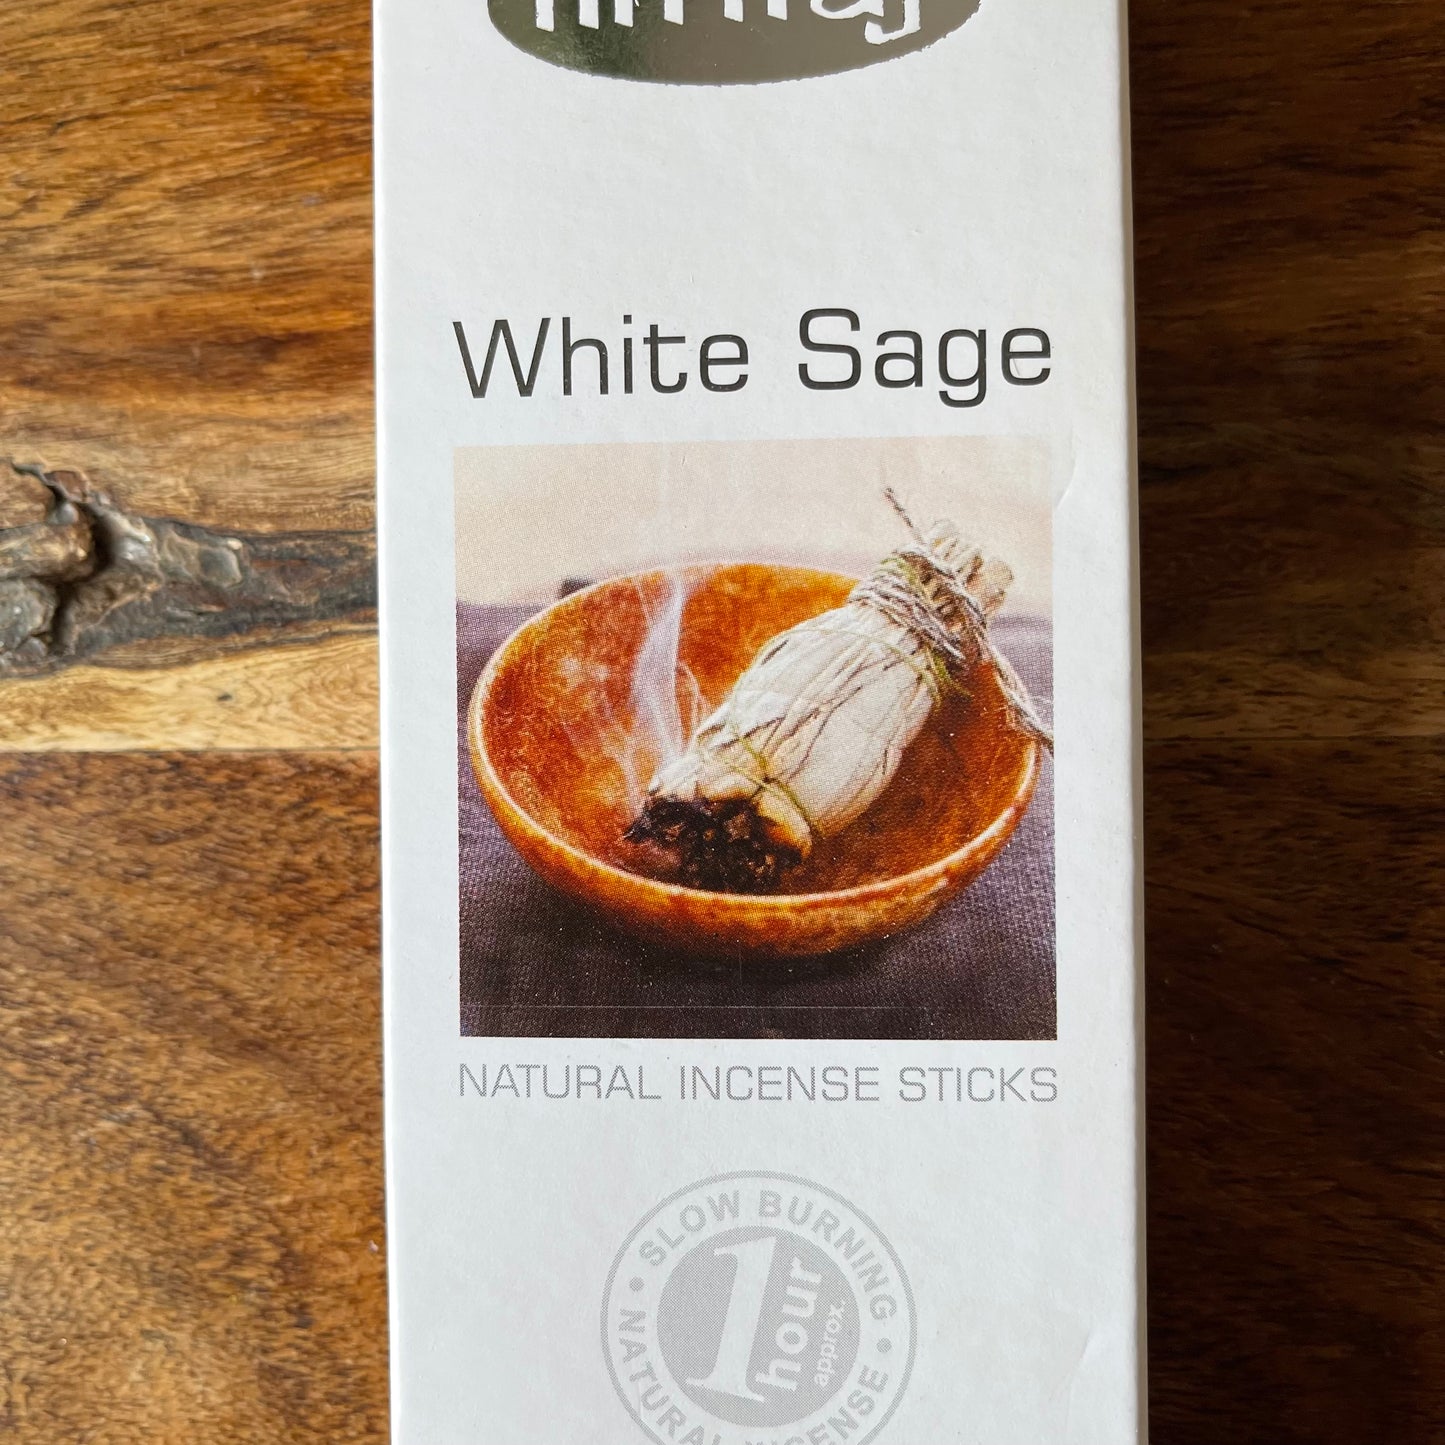 White Sage
NATURAL INCENSE STICKS
• SLOW BURNING •
1 hour
approx.
NATURAL INCENSE